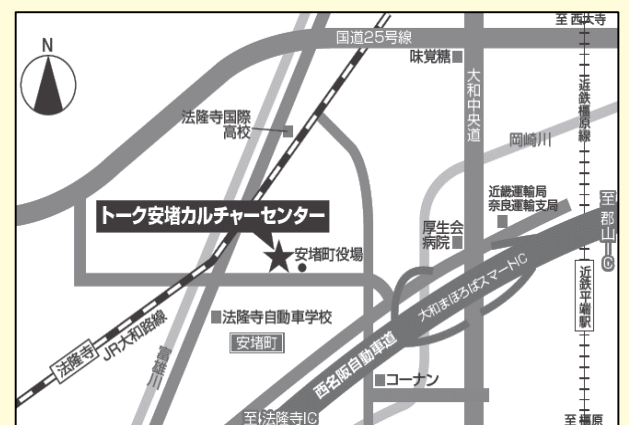 至 西大寺
N
国道25号線
味覚糖
大和中央道
近鉄橿原線
法隆寺国際
高校
岡崎川
近畿運輸局
奈良運輸支局
至 郡山IC
トーク安堵カルチャーセンター
厚生会
病院
安堵町役場
大和まほろばスマートIC
近鉄平端駅
法隆寺自動車学校
安堵町
法隆寺
JR大和路線
富雄川
西名阪自動車道
コーナン
至法隆寺IC
至 橿原